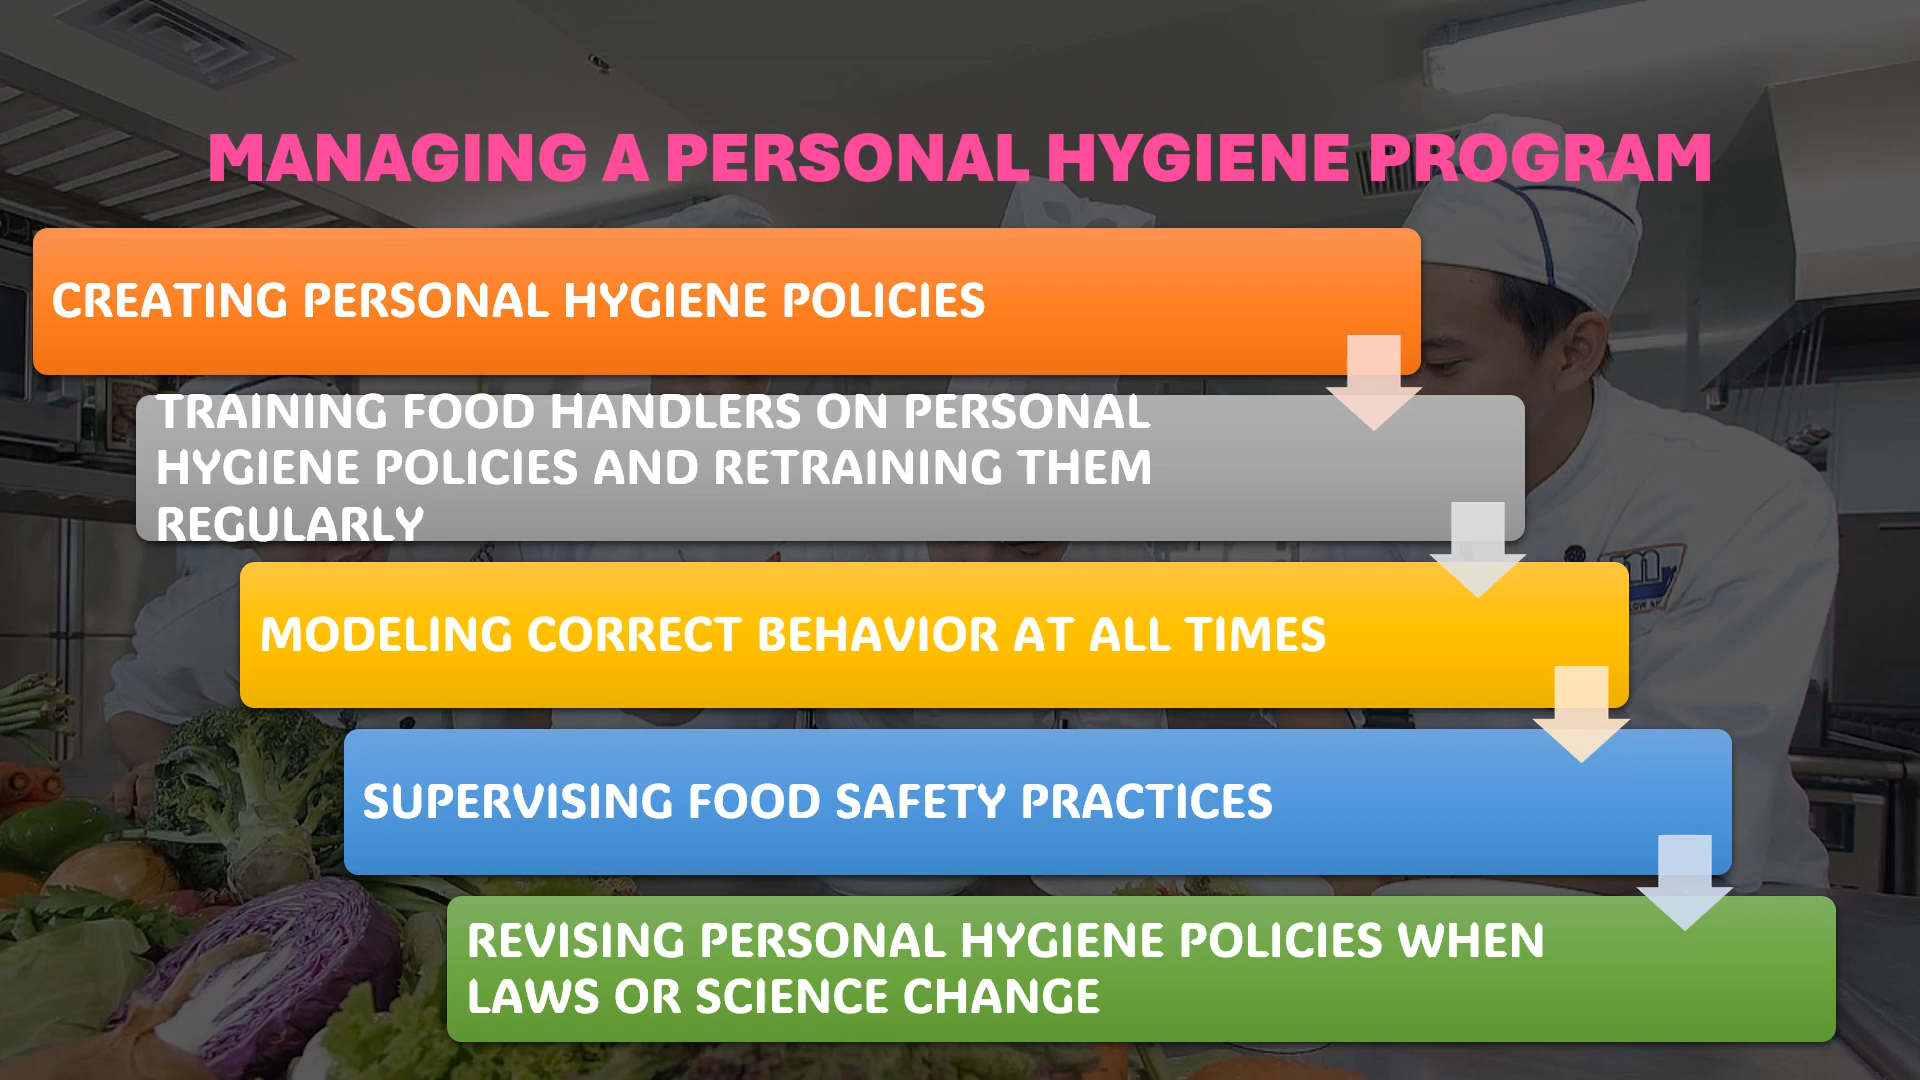 MANAGING A PERSONAL HYGIENE PROGRAM
CREATING PERSONAL HYGIENE POLICIES
TRAINING FOOD HANDLERS ON PERSONAL
HYGIENE POLICIES AND RETRAINING THEM
REGULARLY
MODELING CORRECT BEHAVIOR AT ALL TIMES
SUPERVISING FOOD SAFETY PRACTICES
REVISING PERSONAL HYGIENE POLICIES WHEN
LAWS OR SCIENCE CHANGE